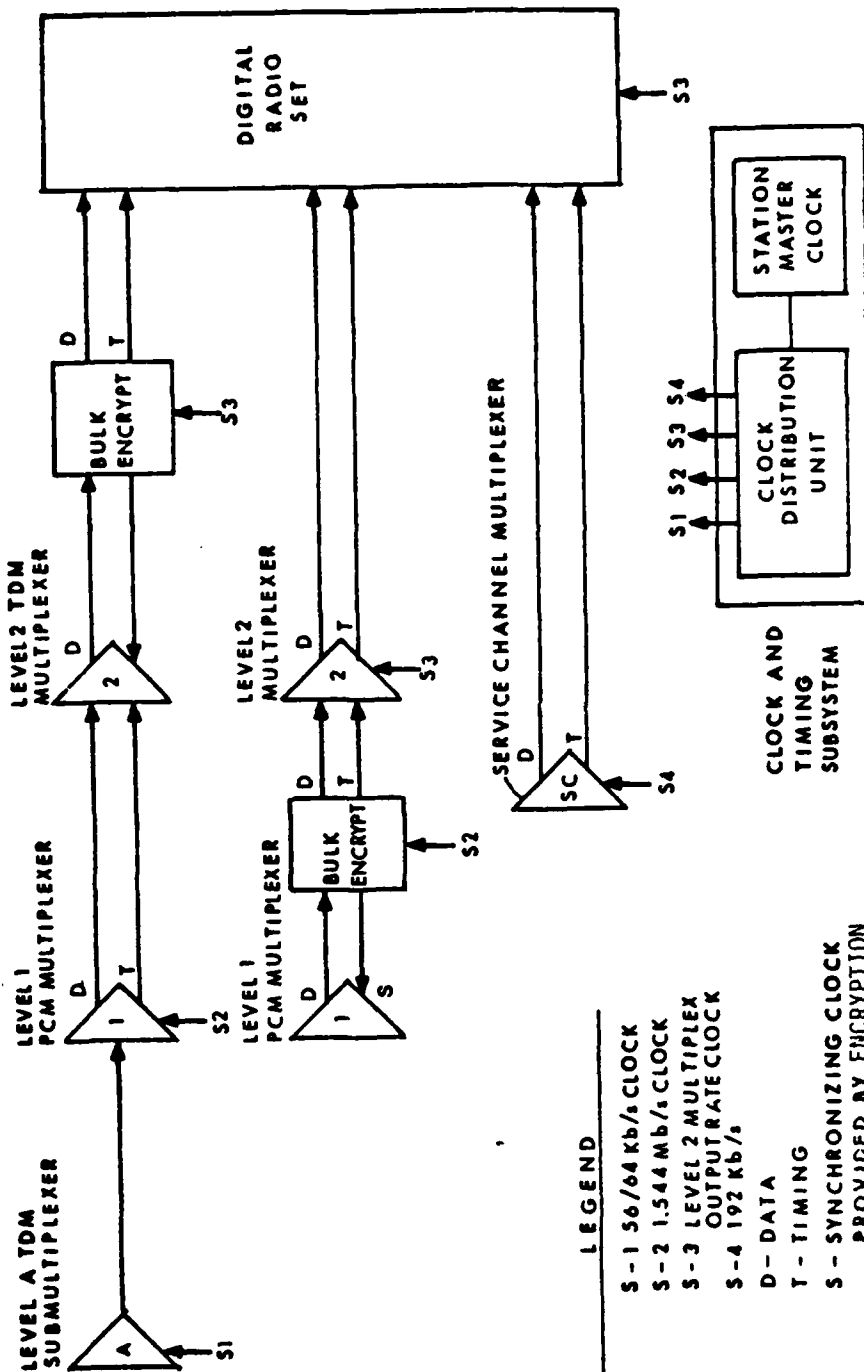 LEVEL A TDM
SUBMULTIPLEXER
A
S1
LEVEL 1
PCM MULTIPLEXER
1
D
T
S2
LEVEL 2 TDM
MULTIPLEXER
2
D
BULK
ENCRYPT
D
T
S3
DIGITAL
RADIO
SET
S3
LEVEL 1
PCM MULTIPLEXER
1
D
S
BULK
ENCRYPT
D
T
S2
LEVEL 2
MULTIPLEXER
2
D
T
S3
SERVICE CHANNEL MULTIPLEXER
SC
D
T
S4
S1 S2 S3 S4
CLOCK
DISTRIBUTION
UNIT
STATION
MASTER
CLOCK
CLOCK AND
TIMING
SUBSYSTEM
LEGEND
S-1 56/64 Kb/s CLOCK
S-2 1.544 Mb/s CLOCK
S-3 LEVEL 2 MULTIPLEX
OUTPUT RATE CLOCK
S-4 192 Kb/s
D- DATA
T - TIMING
S - SYNCHRONIZING CLOCK
PROVIDED BY ENCRYPTION